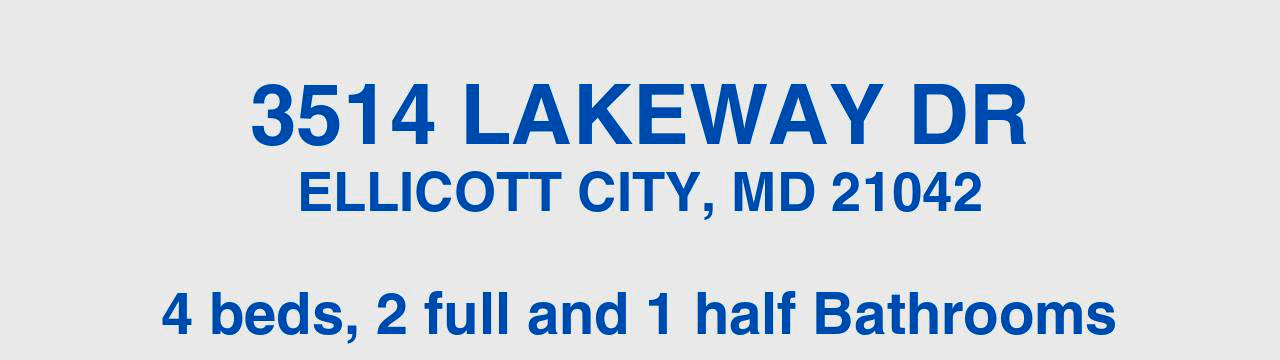 3514 LAKEWAY DR
ELLICOTT CITY, MD 21042
4 beds, 2 full and 1 half Bathrooms